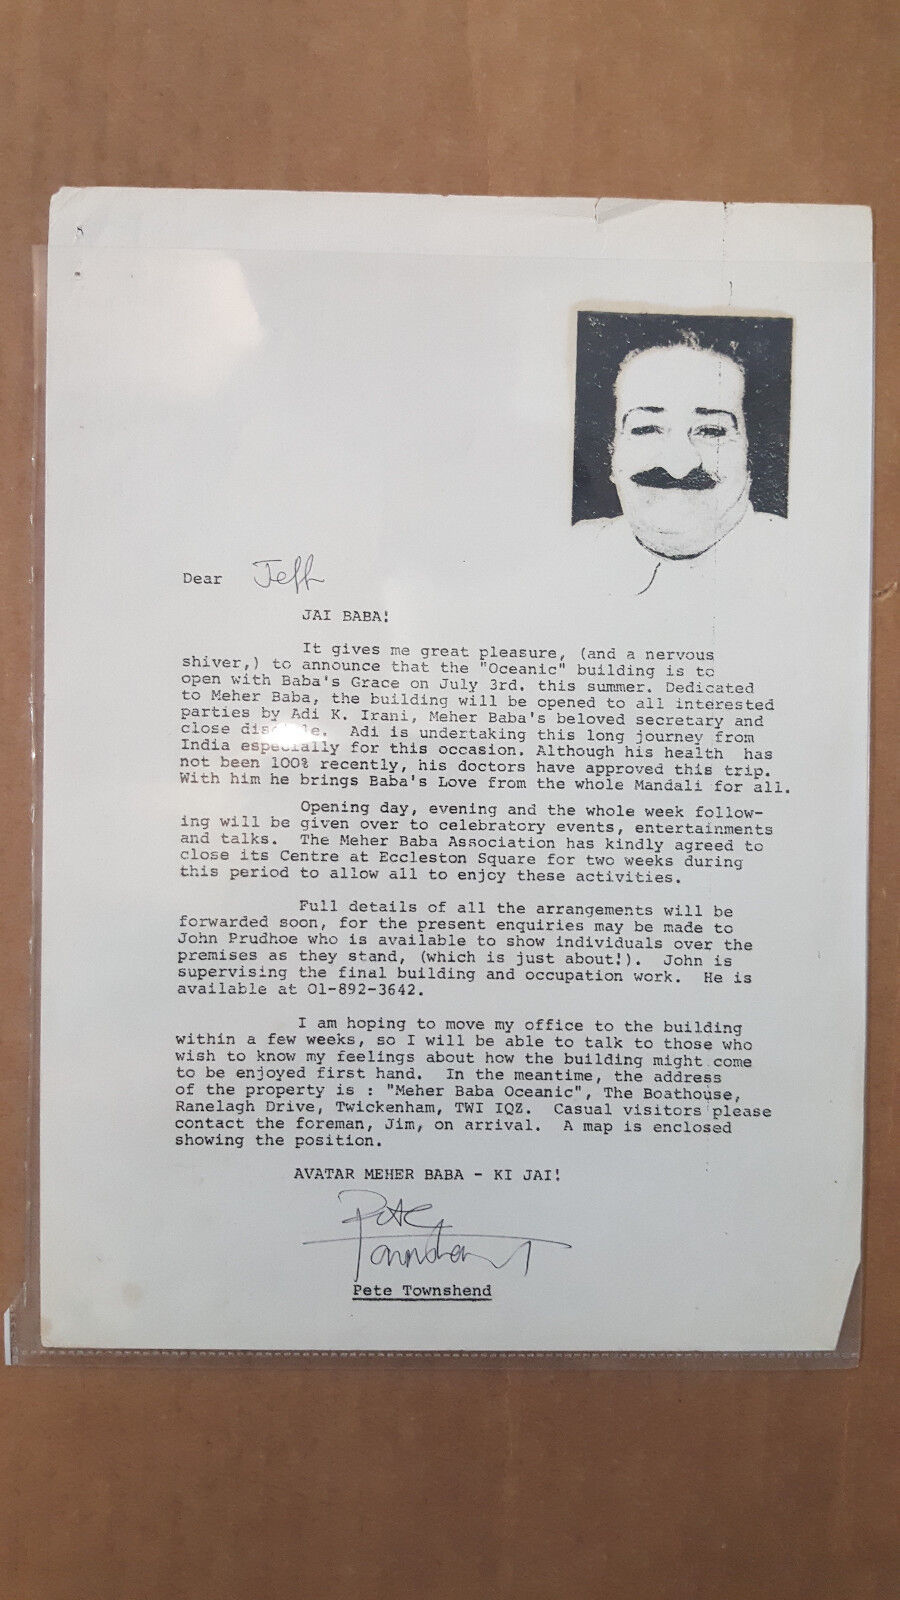 Dear Jeff
JAI BABA!
It gives me great pleasure, (and a nervous
shiver,) to announce that the "Oceanic" building is to
open with Baba's Grace on July 3rd. this summer. Dedicated
to Meher Baba, the building will be opened to all interested
parties by Adi K. Irani, Meher Baba's beloved secretary and
close disciple. Adi is undertaking this long journey from
India especially for this occasion. Although his health has
not been 100% recently, his doctors have approved this trip.
With him he brings Baba's Love from the whole Mandali for all.
Opening day, evening and the whole week follow-
ing will be given over to celebratory events, entertainments
and talks. The Meher Baba Association has kindly agreed to
close its Centre at Eccleston Square for two weeks during
this period to allow all to enjoy these activities.
Full details of all the arrangements will be
forwarded soon, for the present enquiries may be made to
John Prudhoe who is available to show individuals over the
premises as they stand, (which is just about!). John is
supervising the final building and occupation work. He is
available at 01-892-3642.
I am hoping to move my office to the building
within a few weeks, so I will be able to talk to those who
wish to know my feelings about how the building might come
to be enjoyed first hand. In the meantime, the address
of the property is : "Meher Baba Oceanic", The Boathouse,
Ranelagh Drive, Twickenham, TWI IQZ. Casual visitors please
contact the foreman, Jim, on arrival. A map is enclosed
showing the position.
AVATAR MEHER BABA - KI JAI!
Pete
Townshend
Pete Townshend